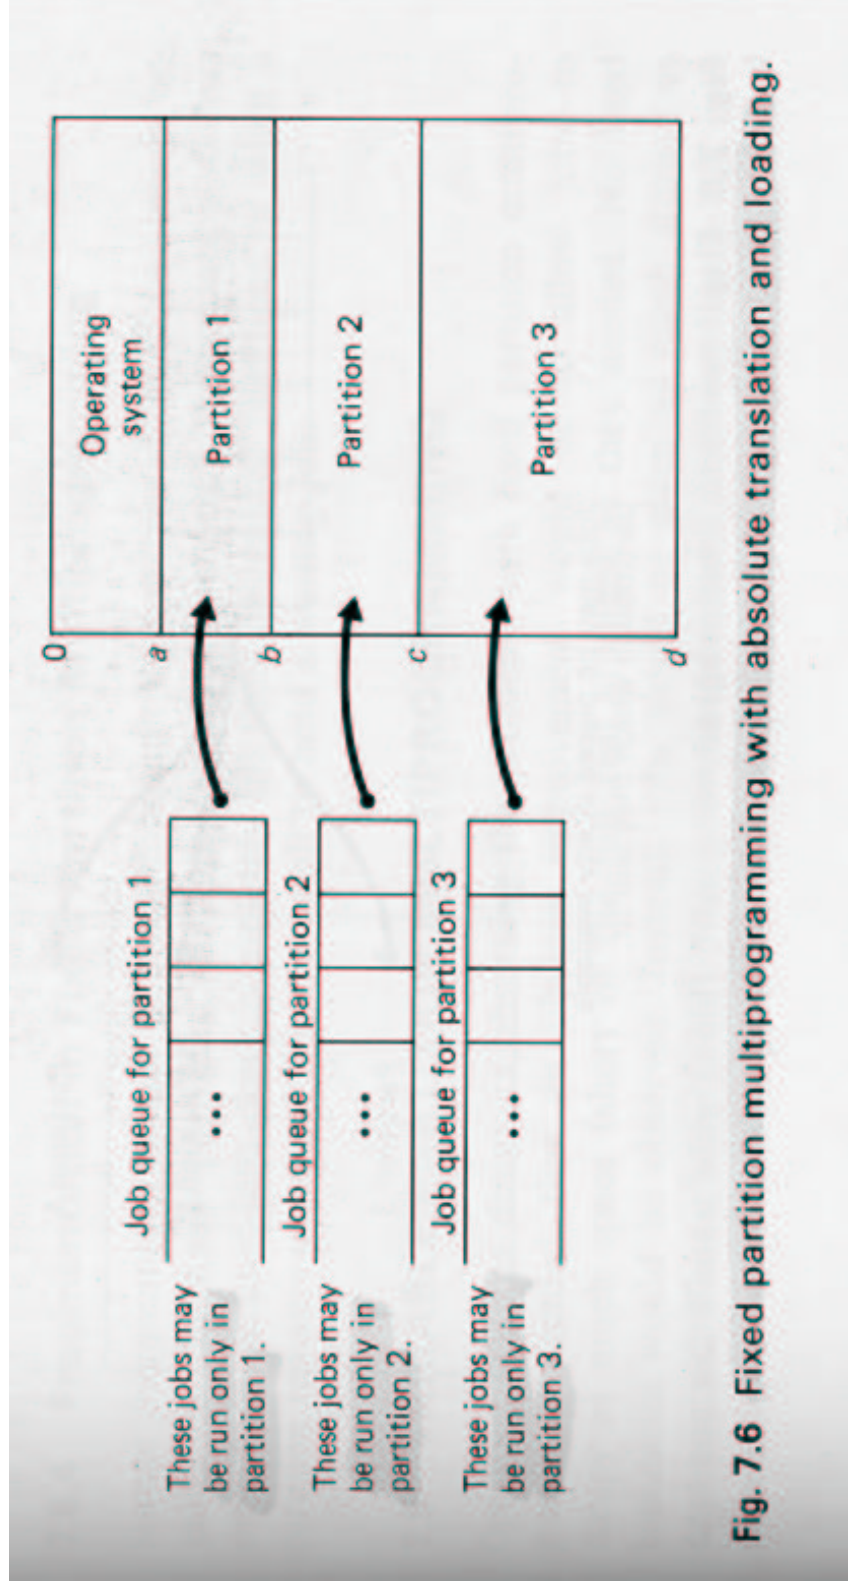 These jobs may
be run only in
partition 1.
Job queue for partition 1
...
These jobs may
be run only in
partition 2.
Job queue for partition 2
...
These jobs may
be run only in
partition 3.
Job queue for partition 3
...
0
a
b
c
d
Operating
system
Partition 1
Partition 2
Partition 3
Fig. 7.6 Fixed partition multiprogramming with absolute translation and loading.